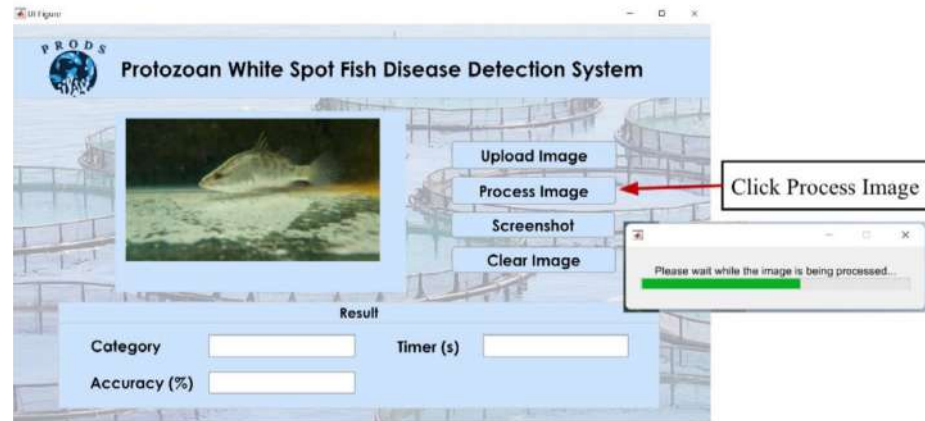 UI Figure
PRODS
Protozoan White Spot Fish Disease Detection System
Upload Image
Process Image
Screenshot
Clear Image
Click Process Image
Please wait while the image is being processed...
Result
Category
Timer (s)
Accuracy (%)